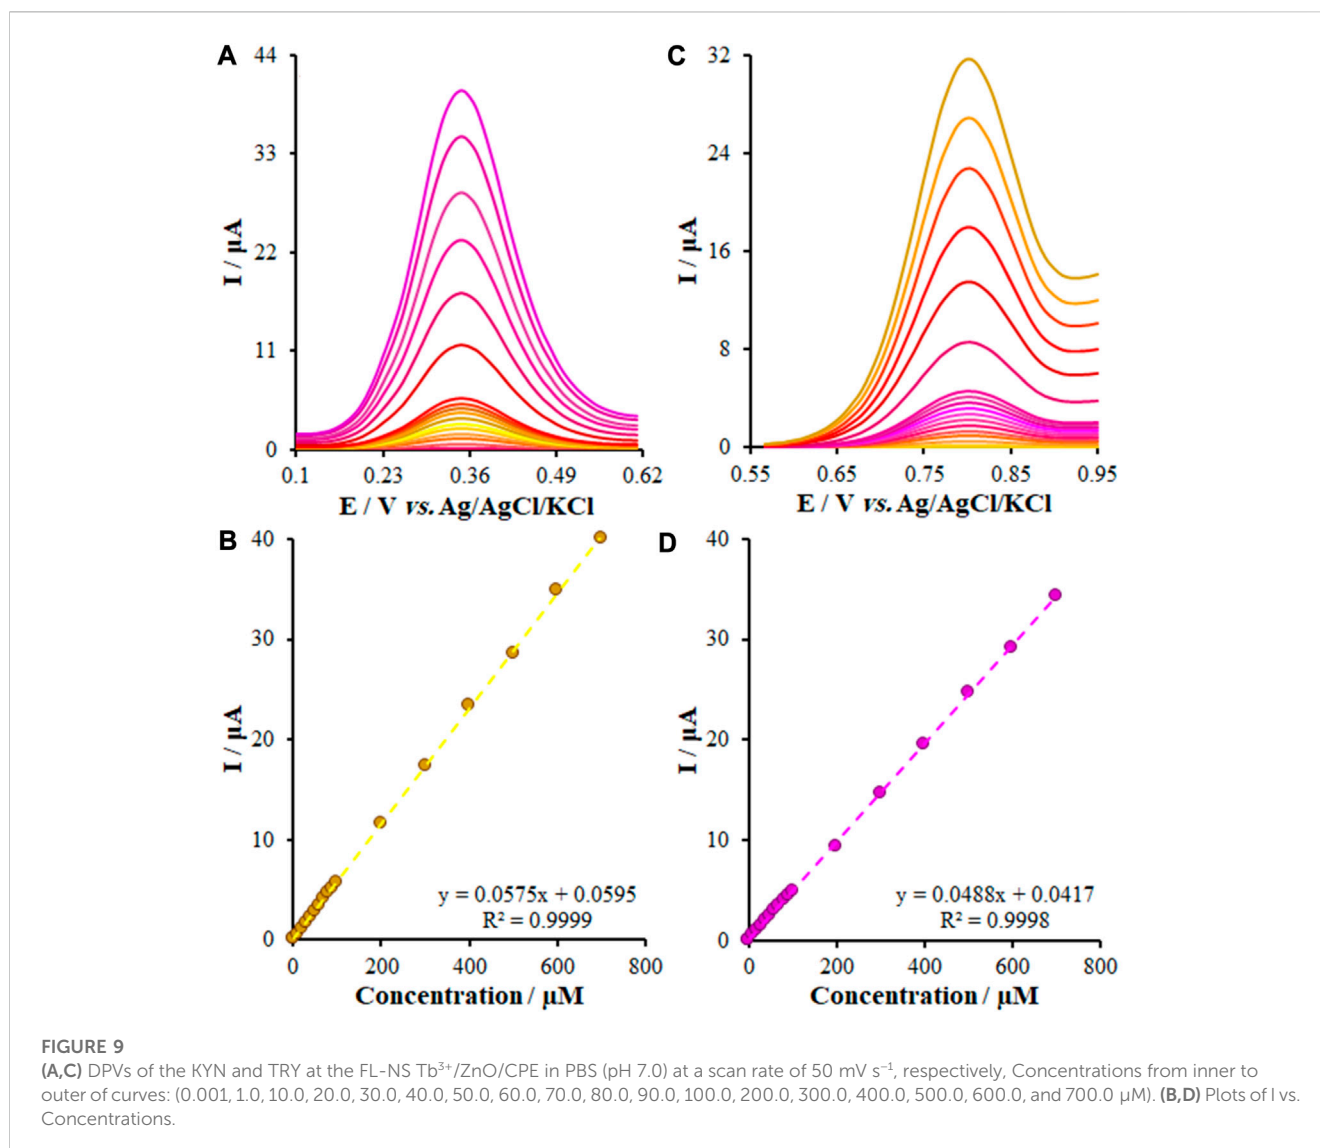 A
44
33
22
11
0
I / µA
0.1
0.23
0.36
0.49
0.62
E / V vs. Ag/AgCl/KCl
C
32
24
16
8
0
I / µA
0.55
0.65
0.75
0.85
0.95
E / V vs. Ag/AgCl/KCl
B
40
30
20
10
0
I / µA
y = 0.0575x + 0.0595
R² = 0.9999
0
200
400
600
800
Concentration / µM
D
40
30
20
10
0
I / µA
y = 0.0488x + 0.0417
R² = 0.9998
0
200
400
600
800
Concentration / µM
FIGURE 9
(A,C) DPVs of the KYN and TRY at the FL-NS Tb³⁺/ZnO/CPE in PBS (pH 7.0) at a scan rate of 50 mV s⁻¹, respectively, Concentrations from inner to
outer of curves: (0.001, 1.0, 10.0, 20.0, 30.0, 40.0, 50.0, 60.0, 70.0, 80.0, 90.0, 100.0, 200.0, 300.0, 400.0, 500.0, 600.0, and 700.0 µM). (B,D) Plots of I vs.
Concentrations.